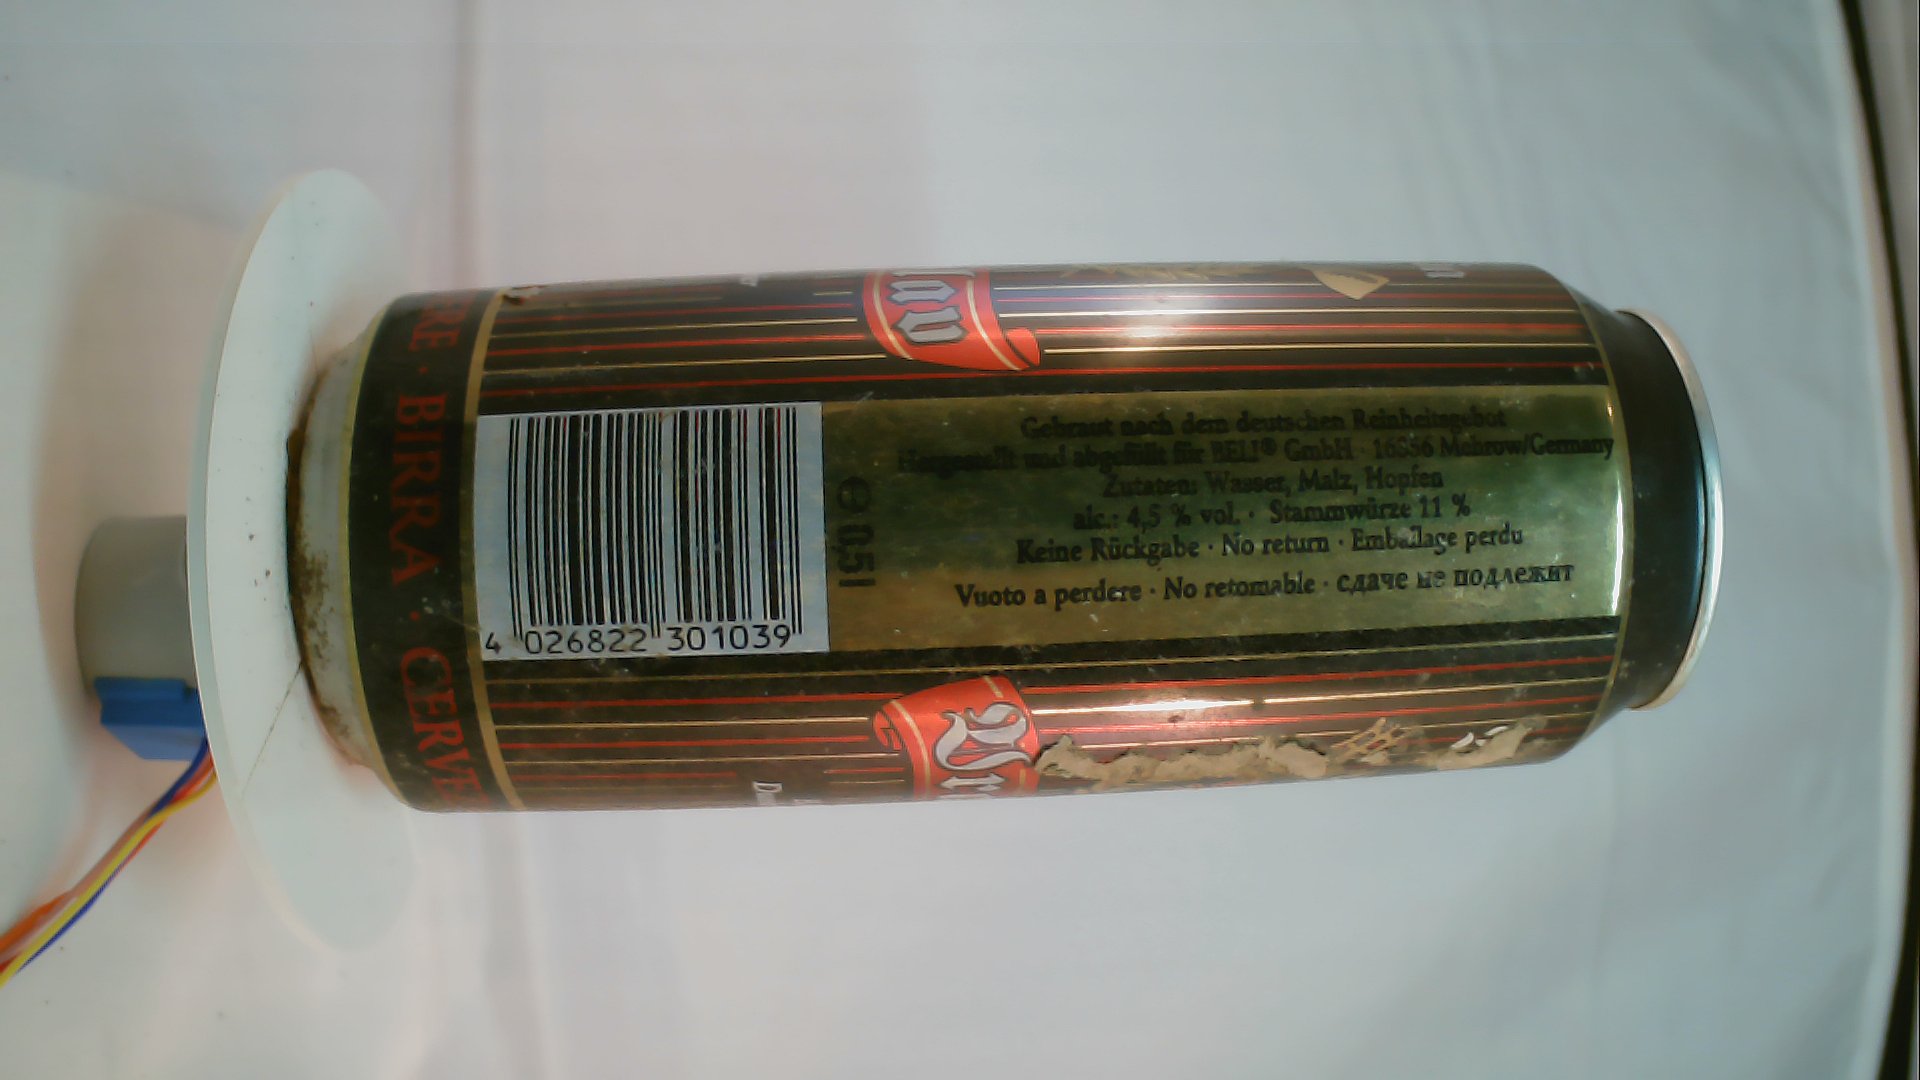 Gebraut nach dem deutschen Reinheitsgebot
Hergestellt und abgefüllt für BELI® GmbH · 16356 Mehrow/Germany
Zutaten: Wasser, Malz, Hopfen
alc.: 4,5 % vol. · Stammwürze 11 %
Keine Rückgabe · No return · Emballage perdu
Vuoto a perdere · No retornable · сдаче не подлежит
e 0,5l
4 026822 301039
BIRRA ·